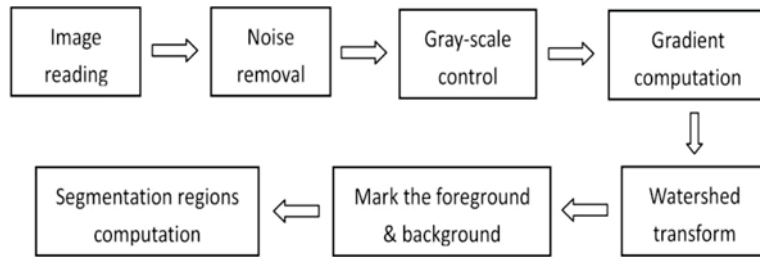 Image
reading
Noise
removal
Gray-scale
control
Gradient
computation
Watershed
transform
Mark the foreground
& background
Segmentation regions
computation